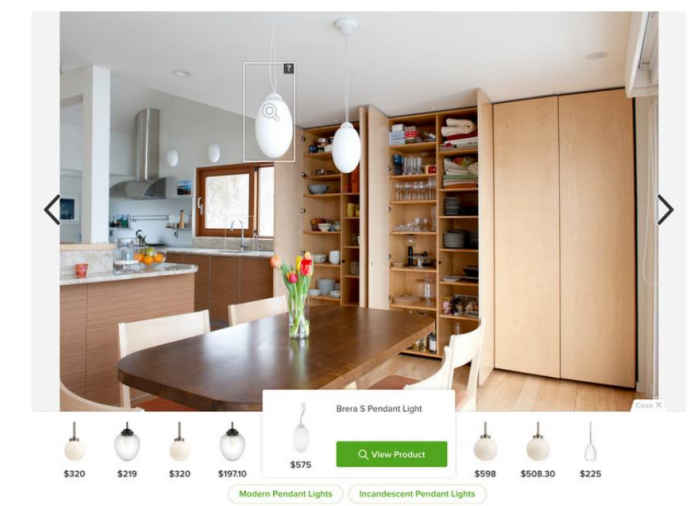 ?
Close X
Brera S Pendant Light
View Product
$320
$219
$320
$197.10
$575
$598
$508.30
$225
Modern Pendant Lights
Incandescent Pendant Lights